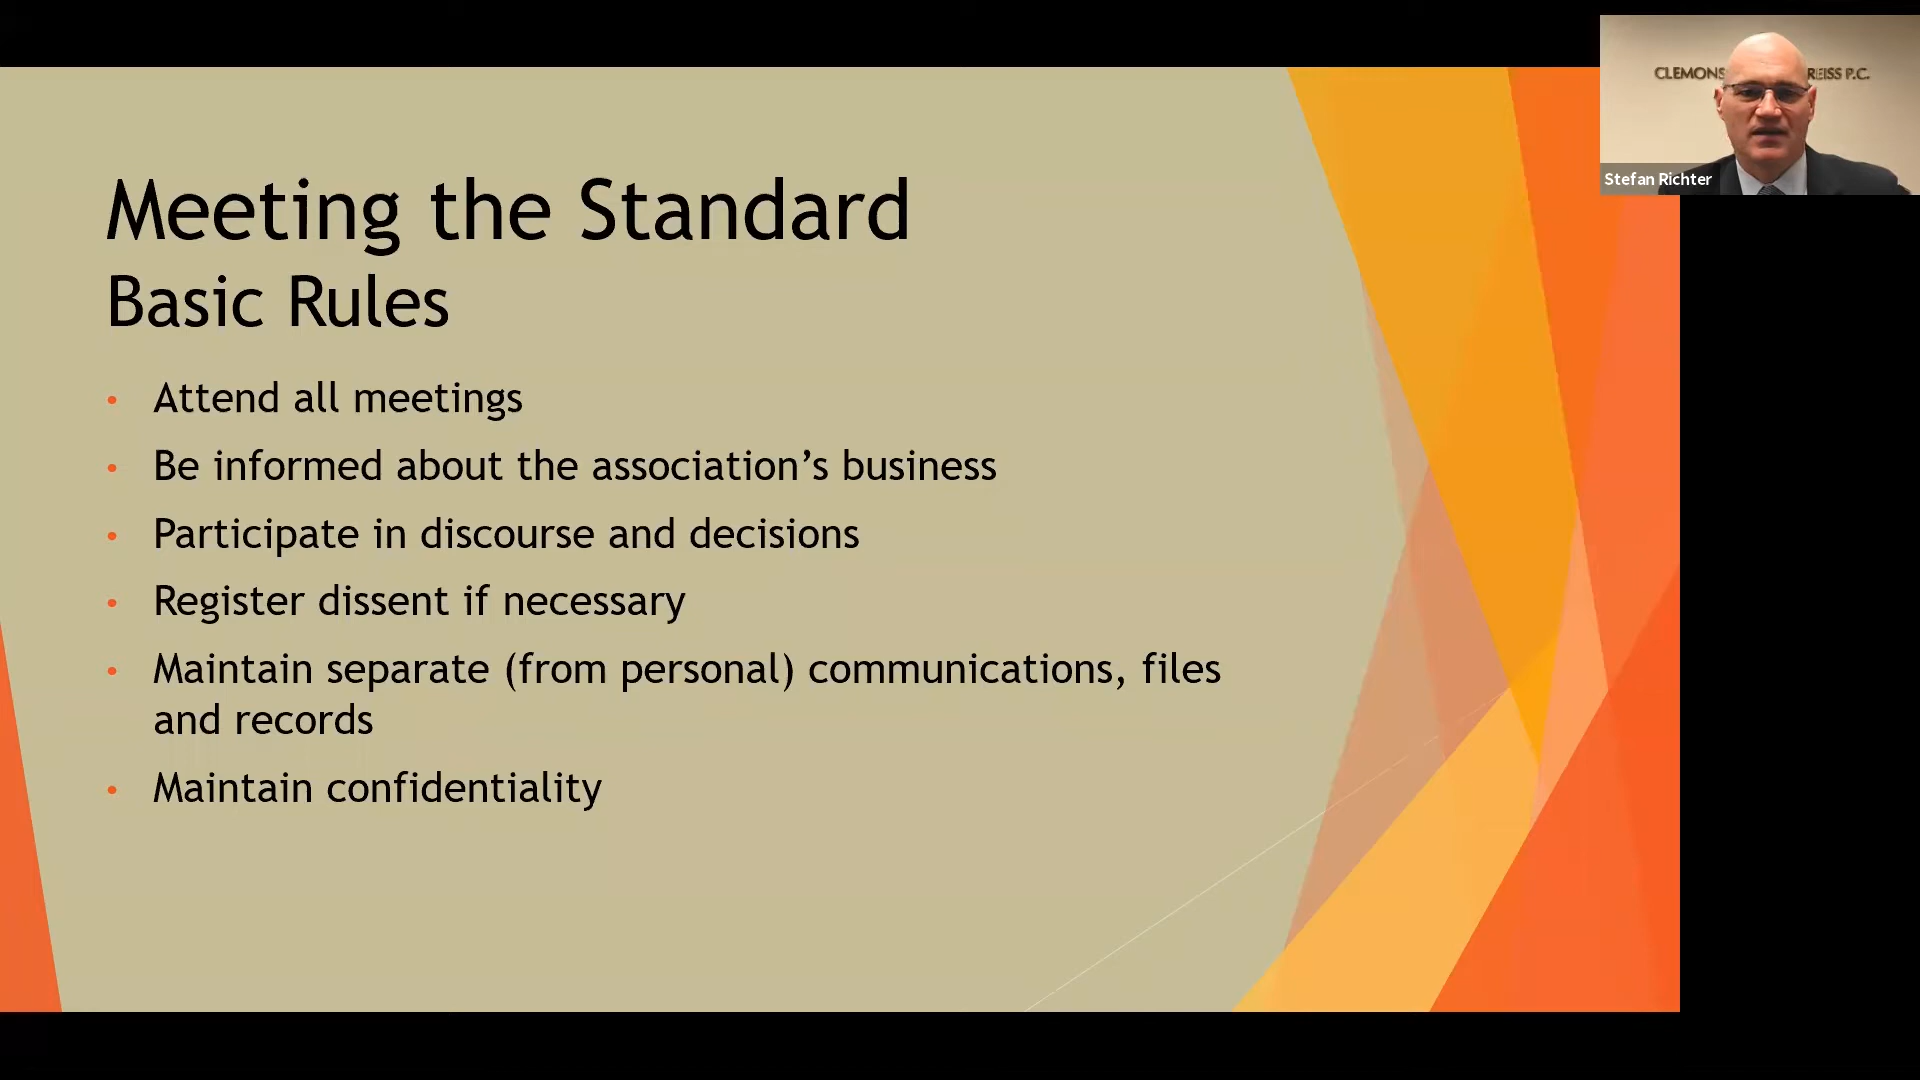 Meeting the Standard
Basic Rules
• Attend all meetings
• Be informed about the association’s business
• Participate in discourse and decisions
• Register dissent if necessary
• Maintain separate (from personal) communications, files
and records
• Maintain confidentiality
CLEMONS REISS P.C.
Stefan Richter